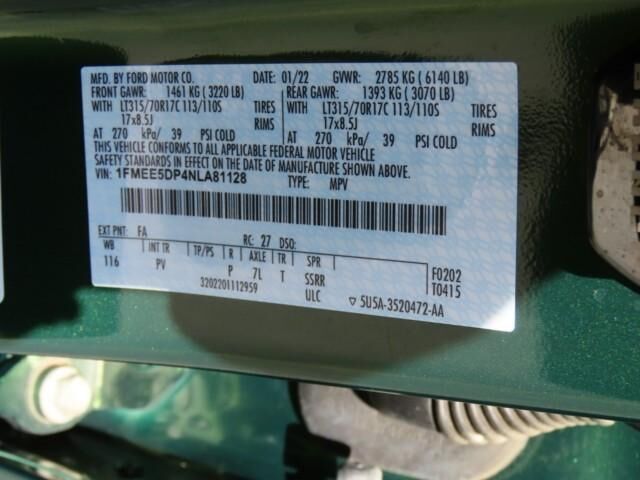 MFD. BY FORD MOTOR CO. DATE: 01/22 GVWR: 2785 KG ( 6140 LB)
FRONT GAWR: 1461 KG ( 3220 LB) REAR GAWR: 1393 KG ( 3070 LB)
WITH LT315/70R17C 113/110S TIRES WITH LT315/70R17C 113/110S TIRES
17x8.5J RIMS 17x8.5J RIMS
AT 270 kPa/ 39 PSI COLD AT 270 kPa/ 39 PSI COLD
THIS VEHICLE CONFORMS TO ALL APPLICABLE FEDERAL MOTOR VEHICLE
SAFETY STANDARDS IN EFFECT ON THE DATE OF MANUFACTURE SHOWN ABOVE.
VIN: 1FMEE5DP4NLA81128 TYPE: MPV
EXT PNT: FA RC: 27 DSO:
WB INT TR TP/PS R AXLE TR SPR
116 PV P 7L T SSRR F0202
3202201112959 ULC T0415
▽ 5U5A-3520472-AA